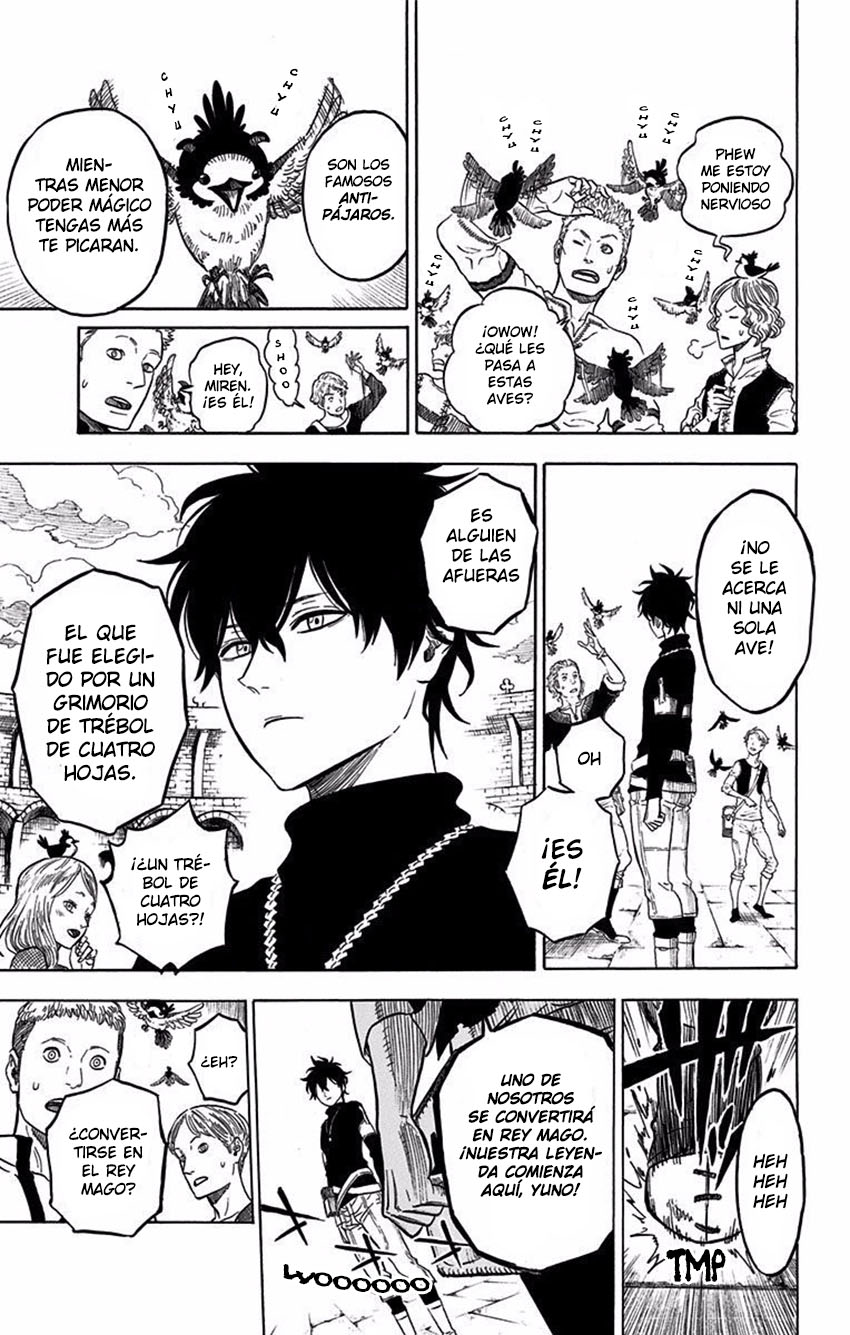 PHEW
ME ESTOY
PONIENDO
NERVIOSO
CHYU
CHYU
CHYU
CHYU
CHYU
¡OWOW!
¿QUÉ LES
PASA A
ESTAS
AVES?
CHYU
CHYU
SON LOS
FAMOSOS
ANTI-
PÁJAROS.
MIEN-
TRAS MENOR
PODER MÁGICO
TENGAS MÁS
TE PICARAN.
SHOO
HEY,
MIREN.
¡ES ÉL!
¡NO
SE LE
ACERCA
NI UNA
SOLA
AVE!
OH
¡ES
ÉL!
ES
ALGUIEN
DE LAS
AFUERAS
EL QUE
FUE ELEGI-
DO POR UN
GRIMORIO
DE TRÉBOL
DE CUATRO
HOJAS.
¡¿UN TRÉ-
BOL DE
CUATRO
HOJAS?!
HEH
HEH
HEH
TMP
UNO DE
NOSOTROS
SE CONVERTIRÁ
EN REY MAGO.
¡NUESTRA LEYEN-
DA COMIENZA
AQUÍ, YUNO!
¿EH?
¿CONVER-
TIRSE EN
EL REY
MAGO?